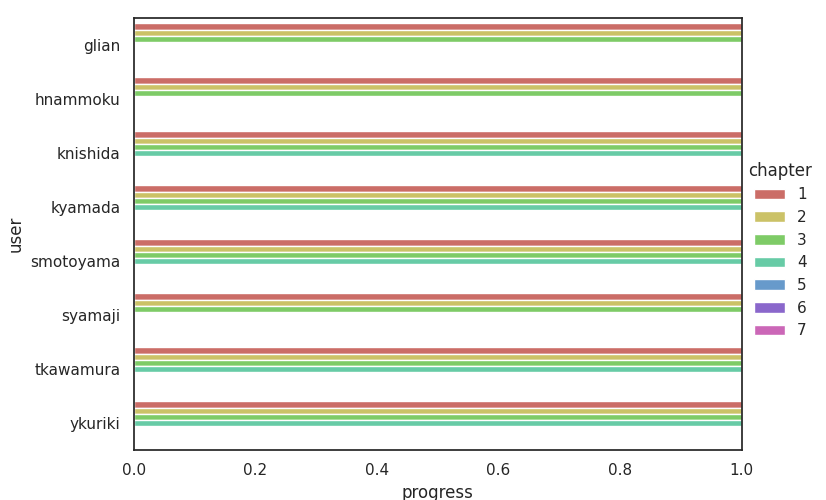 glian
hnammoku
knishida
kyamada
smotoyama
syamaji
tkawamura
ykuriki
user
0.0 0.2 0.4 0.6 0.8 1.0
progress
chapter
1
2
3
4
5
6
7